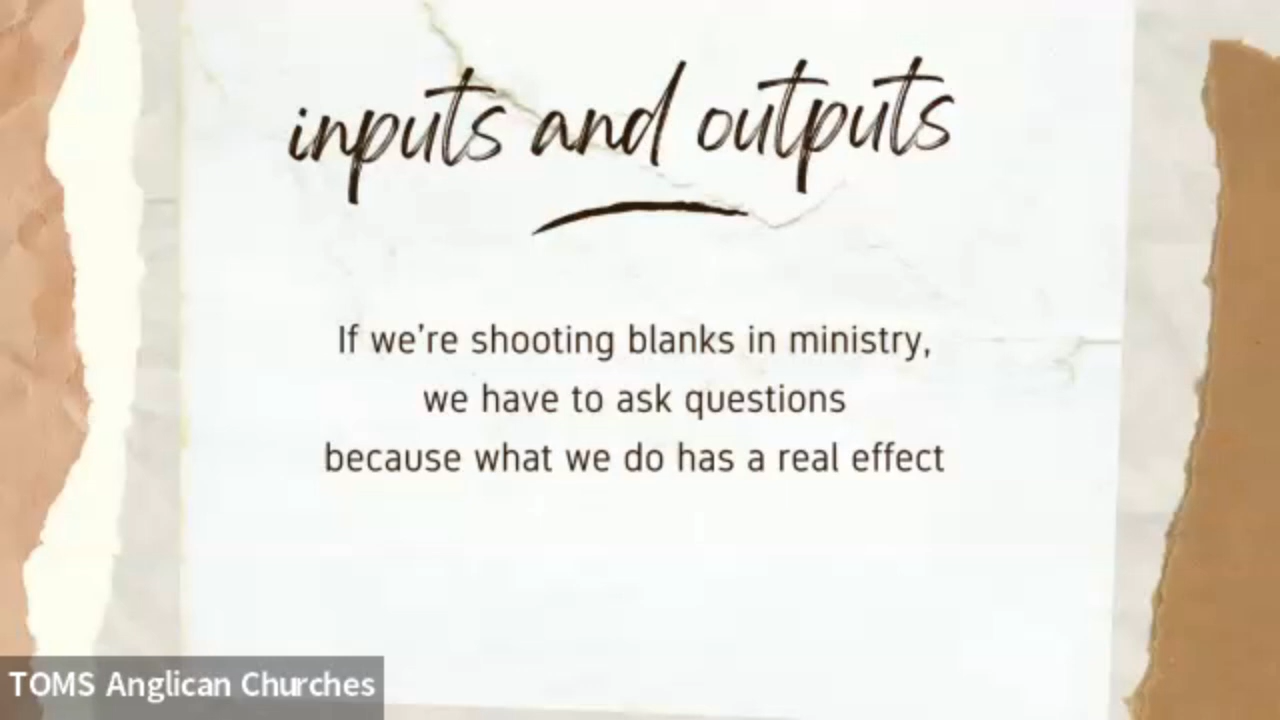 inputs and outputs
If we're shooting blanks in ministry,
we have to ask questions
because what we do has a real effect
TOMS Anglican Churches